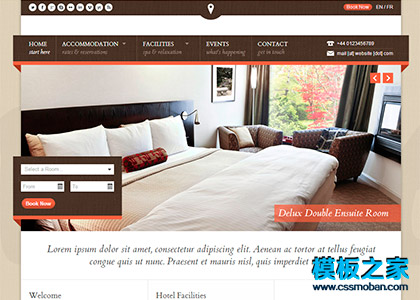 Book Now EN / FR
HOME ACCOMMODATION FACILITIES EVENTS CONTACT
start here rates & reservations spa & relaxation what's happening get in touch
+44 0123456789
mail [at] website [dot] com
Select a Room...
From To
Book Now
Delux Double Ensuite Room
Lorem ipsum dolor sit amet, consectetur adipiscing elit. Aenean ac tortor at tellus feugiat
congue quis ut nunc. Praesent et mauris nisl, quis imperdiet
Welcome Hotel Facilities
模板之家
www.cssmoban.com